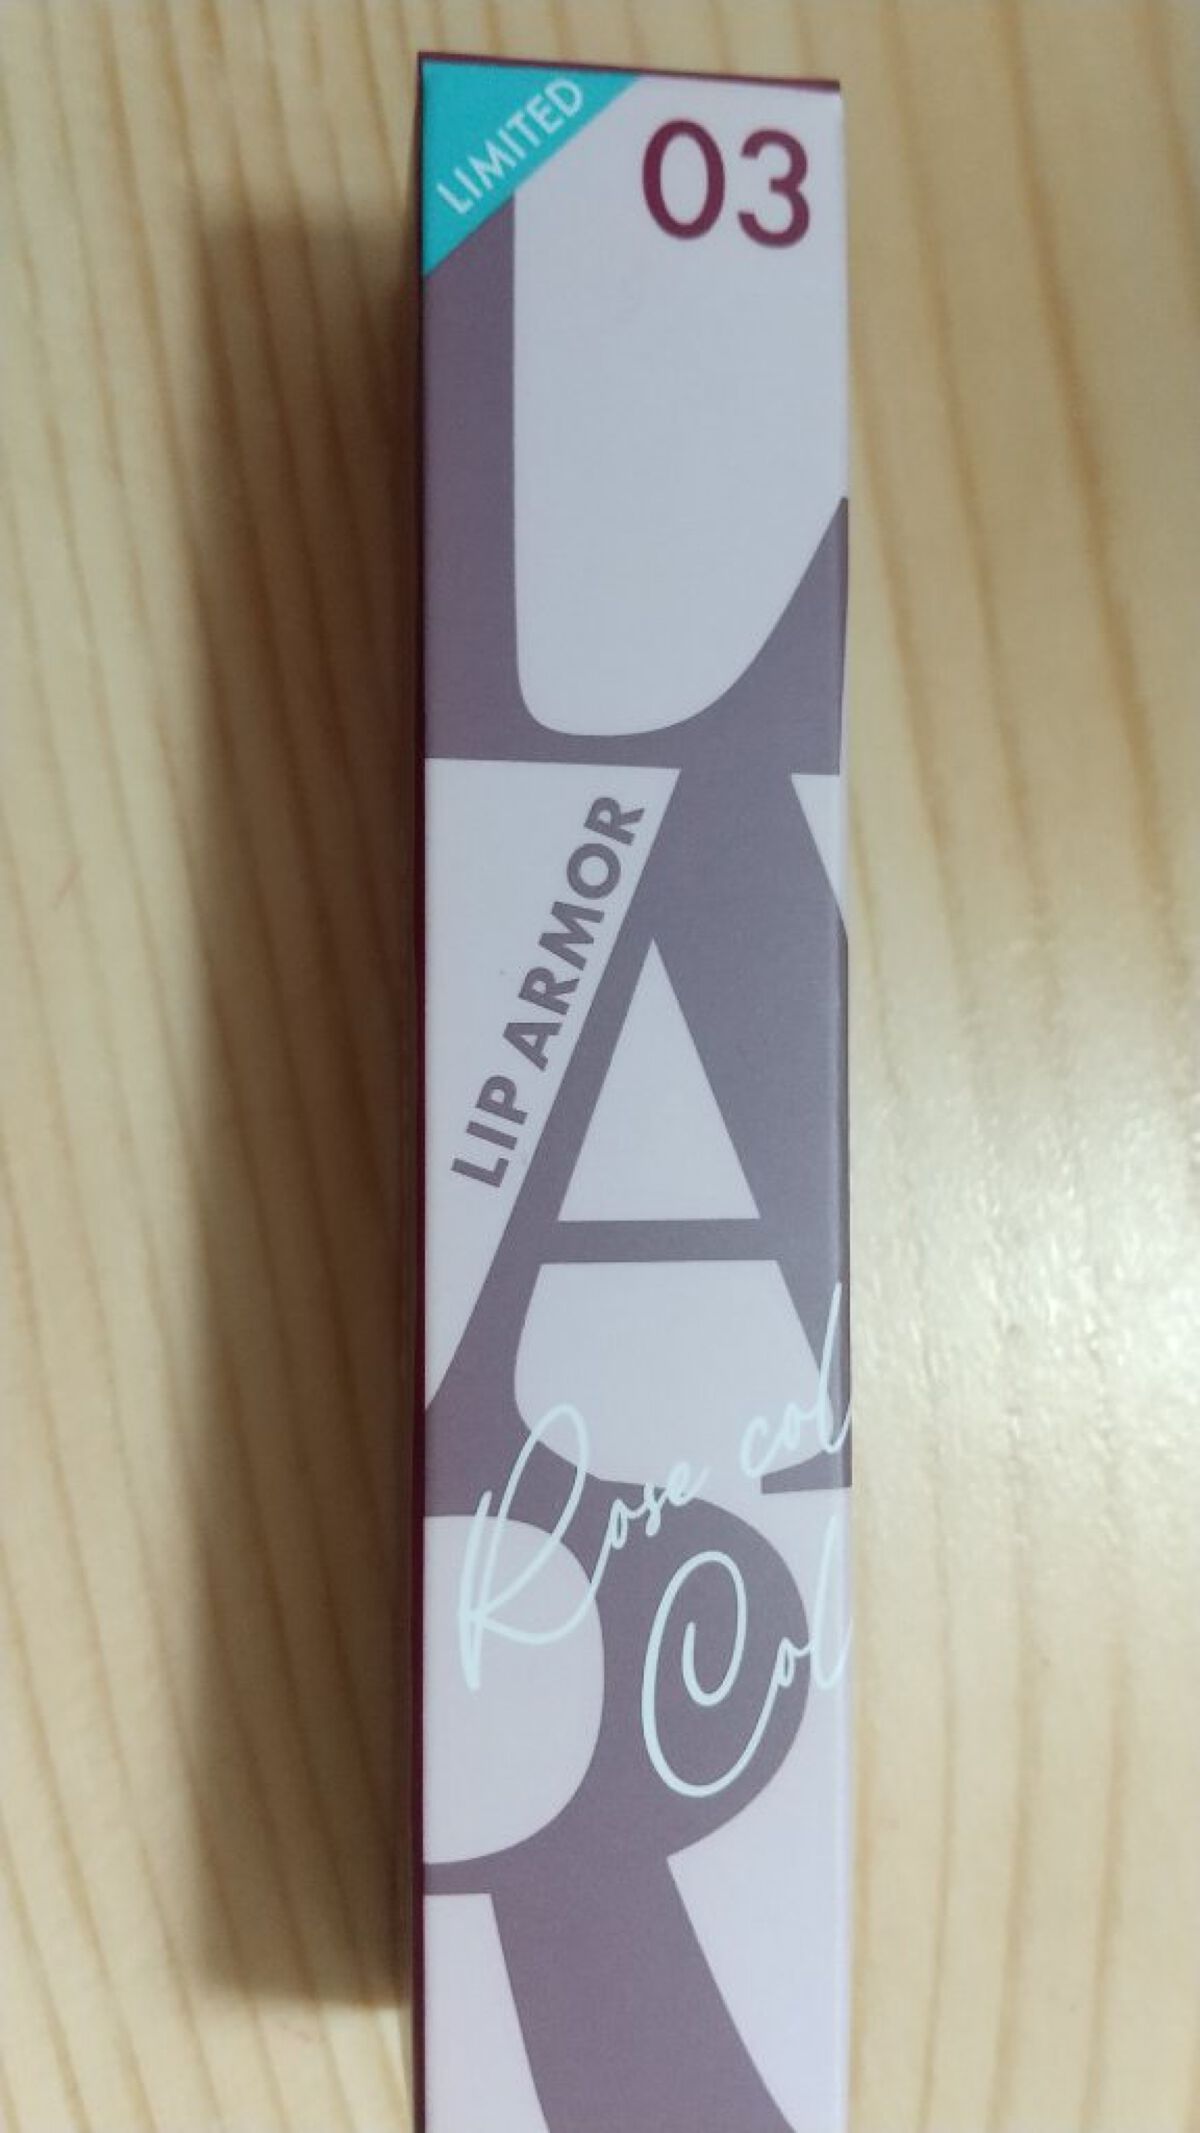 LIMITED
03
LIP ARMOR
Rose col
Col